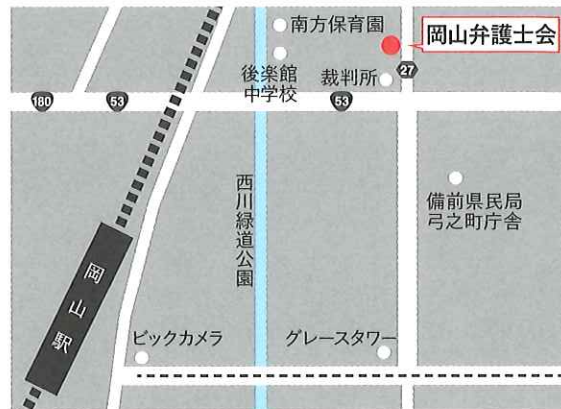 南方保育園
岡山弁護士会
後楽館
中学校
裁判所
27
180
53
53
西川緑道公園
備前県民局
弓之町庁舎
岡山駅
ビックカメラ
グレースタワー